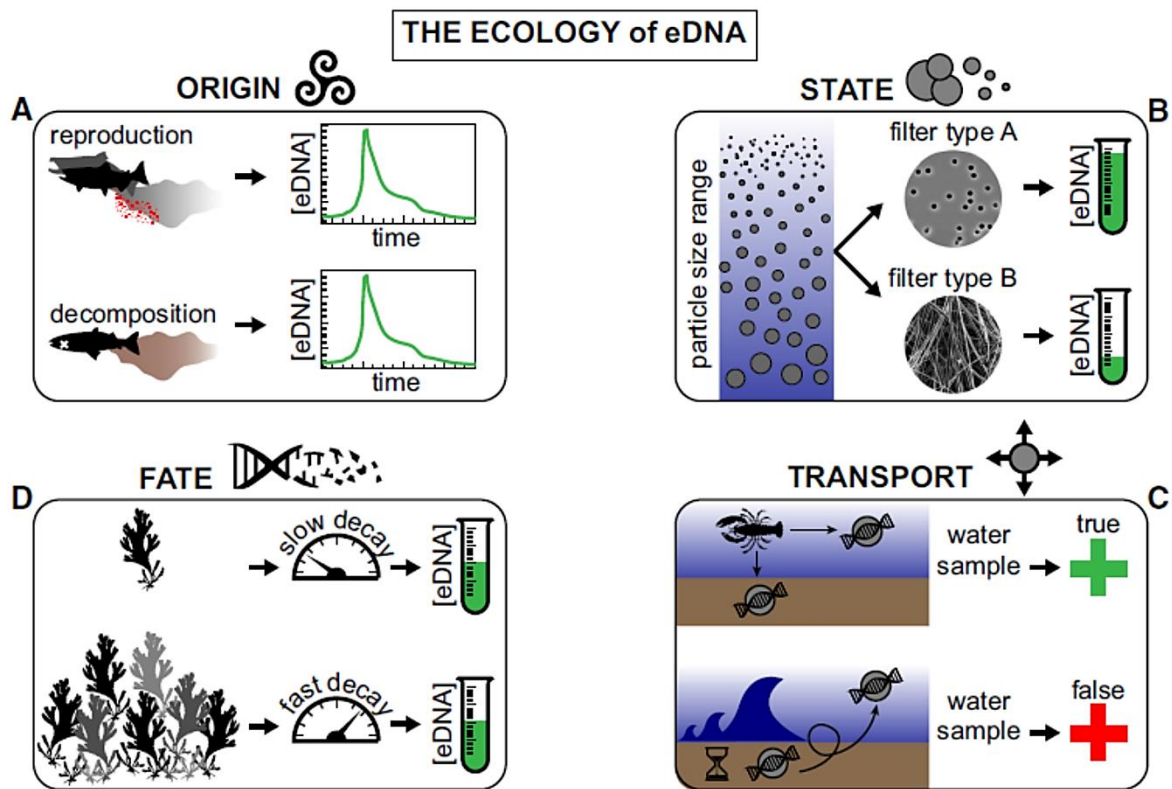 THE ECOLOGY of eDNA
ORIGIN
A
reproduction
[eDNA]
time
decomposition
[eDNA]
time
STATE
B
particle size range
filter type A
[eDNA]
filter type B
[eDNA]
FATE
D
slow decay
[eDNA]
fast decay
[eDNA]
TRANSPORT
C
water
sample
true
water
sample
false